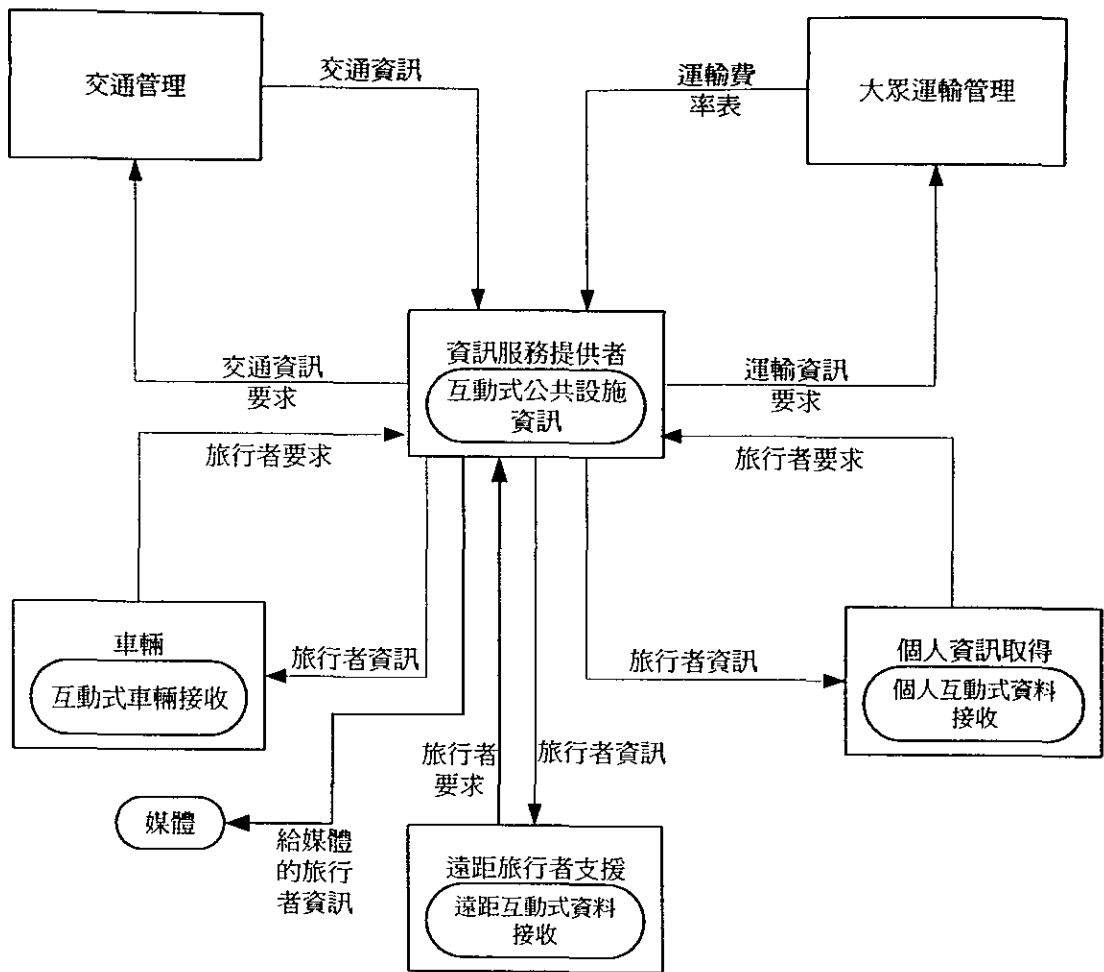 交通管理
交通資訊
運輸費
率表
大眾運輸管理
資訊服務提供者
互動式公共設施
資訊
交通資訊
要求
運輸資訊
要求
旅行者要求
旅行者要求
車輛
互動式車輛接收
旅行者資訊
旅行者資訊
個人資訊取得
個人互動式資料
接收
旅行者
要求
旅行者資訊
媒體
給媒體
的旅行
者資訊
遠距旅行者支援
遠距互動式資料
接收